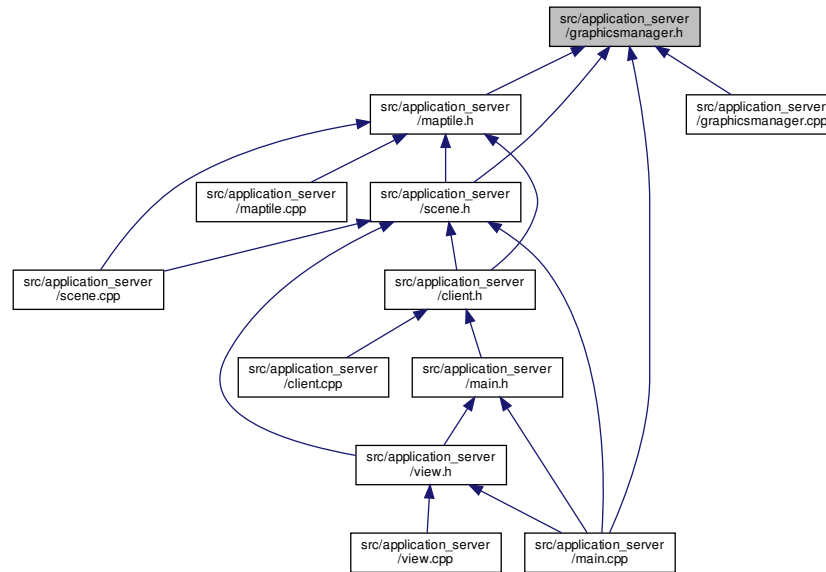 src/application_server
/graphicsmanager.h
src/application_server
/maptile.h
src/application_server
/graphicsmanager.cpp
src/application_server
/maptile.cpp
src/application_server
/scene.h
src/application_server
/scene.cpp
src/application_server
/client.h
src/application_server
/client.cpp
src/application_server
/main.h
src/application_server
/view.h
src/application_server
/view.cpp
src/application_server
/main.cpp